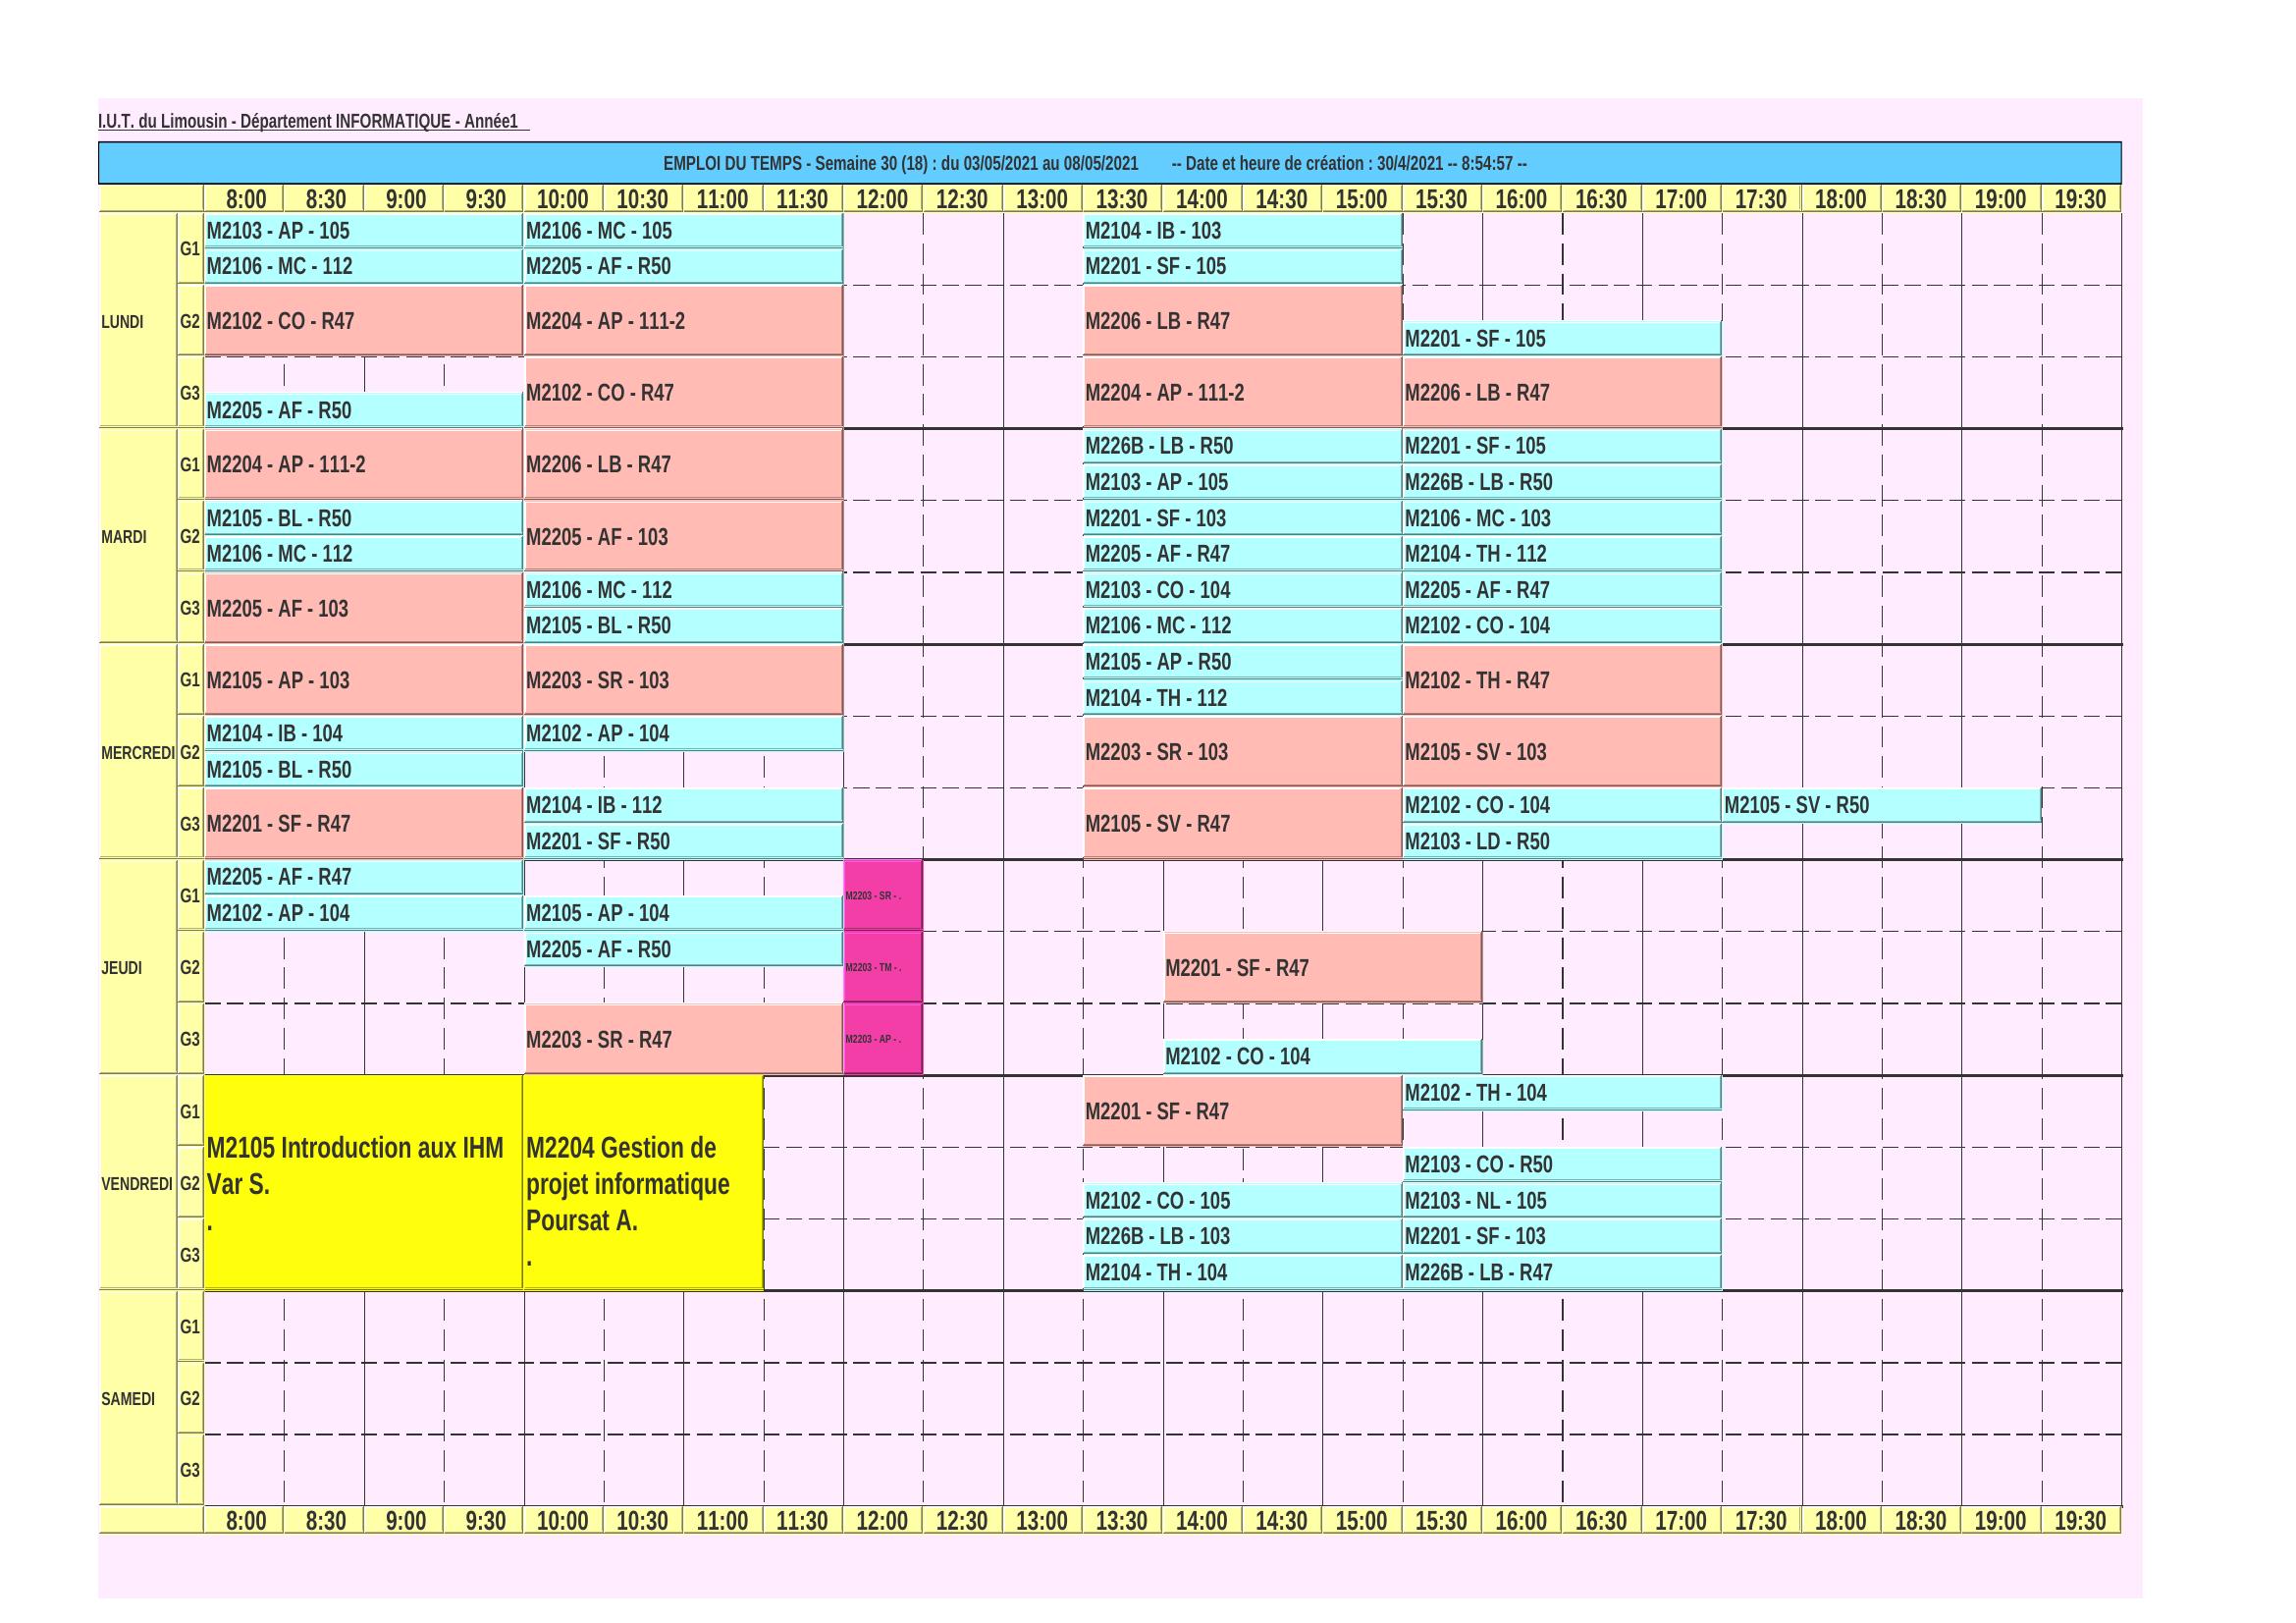 I.U.T. du Limousin - Département INFORMATIQUE - Année1
EMPLOI DU TEMPS - Semaine 30 (18) : du 03/05/2021 au 08/05/2021 -- Date et heure de création : 30/4/2021 -- 8:54:57 --
8:00 8:30 9:00 9:30 10:00 10:30 11:00 11:30 12:00 12:30 13:00 13:30 14:00 14:30 15:00 15:30 16:00 16:30 17:00 17:30 18:00 18:30 19:00 19:30
LUNDI
G1
M2103 - AP - 105 M2106 - MC - 105 M2104 - IB - 103
M2106 - MC - 112 M2205 - AF - R50 M2201 - SF - 105
G2
M2102 - CO - R47 M2204 - AP - 111-2 M2206 - LB - R47
M2201 - SF - 105
G3
M2102 - CO - R47 M2204 - AP - 111-2 M2206 - LB - R47
M2205 - AF - R50
MARDI
G1
M2204 - AP - 111-2 M2206 - LB - R47
M226B - LB - R50 M2201 - SF - 105
M2103 - AP - 105 M226B - LB - R50
G2
M2105 - BL - R50 M2205 - AF - 103 M2201 - SF - 103 M2106 - MC - 103
M2106 - MC - 112 M2205 - AF - R47 M2104 - TH - 112
G3
M2205 - AF - 103 M2106 - MC - 112 M2103 - CO - 104 M2205 - AF - R47
M2105 - BL - R50 M2106 - MC - 112 M2102 - CO - 104
MERCREDI
G1
M2105 - AP - 103 M2203 - SR - 103 M2105 - AP - R50 M2102 - TH - R47
M2104 - TH - 112
G2
M2104 - IB - 104 M2102 - AP - 104 M2203 - SR - 103 M2105 - SV - 103
M2105 - BL - R50
G3
M2201 - SF - R47 M2104 - IB - 112 M2105 - SV - R47 M2102 - CO - 104 M2105 - SV - R50
M2201 - SF - R50 M2103 - LD - R50
JEUDI
G1
M2205 - AF - R47 M2203 - SR - .
M2102 - AP - 104 M2105 - AP - 104
G2
M2205 - AF - R50 M2203 - TM - . M2201 - SF - R47
G3
M2203 - SR - R47 M2203 - AP - .
M2102 - CO - 104
VENDREDI
G1
G2
G3
M2105 Introduction aux IHM
Var S.
.
M2204 Gestion de
projet informatique
Poursat A.
.
M2201 - SF - R47 M2102 - TH - 104
M2103 - CO - R50
M2102 - CO - 105 M2103 - NL - 105
M226B - LB - 103 M2201 - SF - 103
M2104 - TH - 104 M226B - LB - R47
SAMEDI
G1
G2
G3
8:00 8:30 9:00 9:30 10:00 10:30 11:00 11:30 12:00 12:30 13:00 13:30 14:00 14:30 15:00 15:30 16:00 16:30 17:00 17:30 18:00 18:30 19:00 19:30